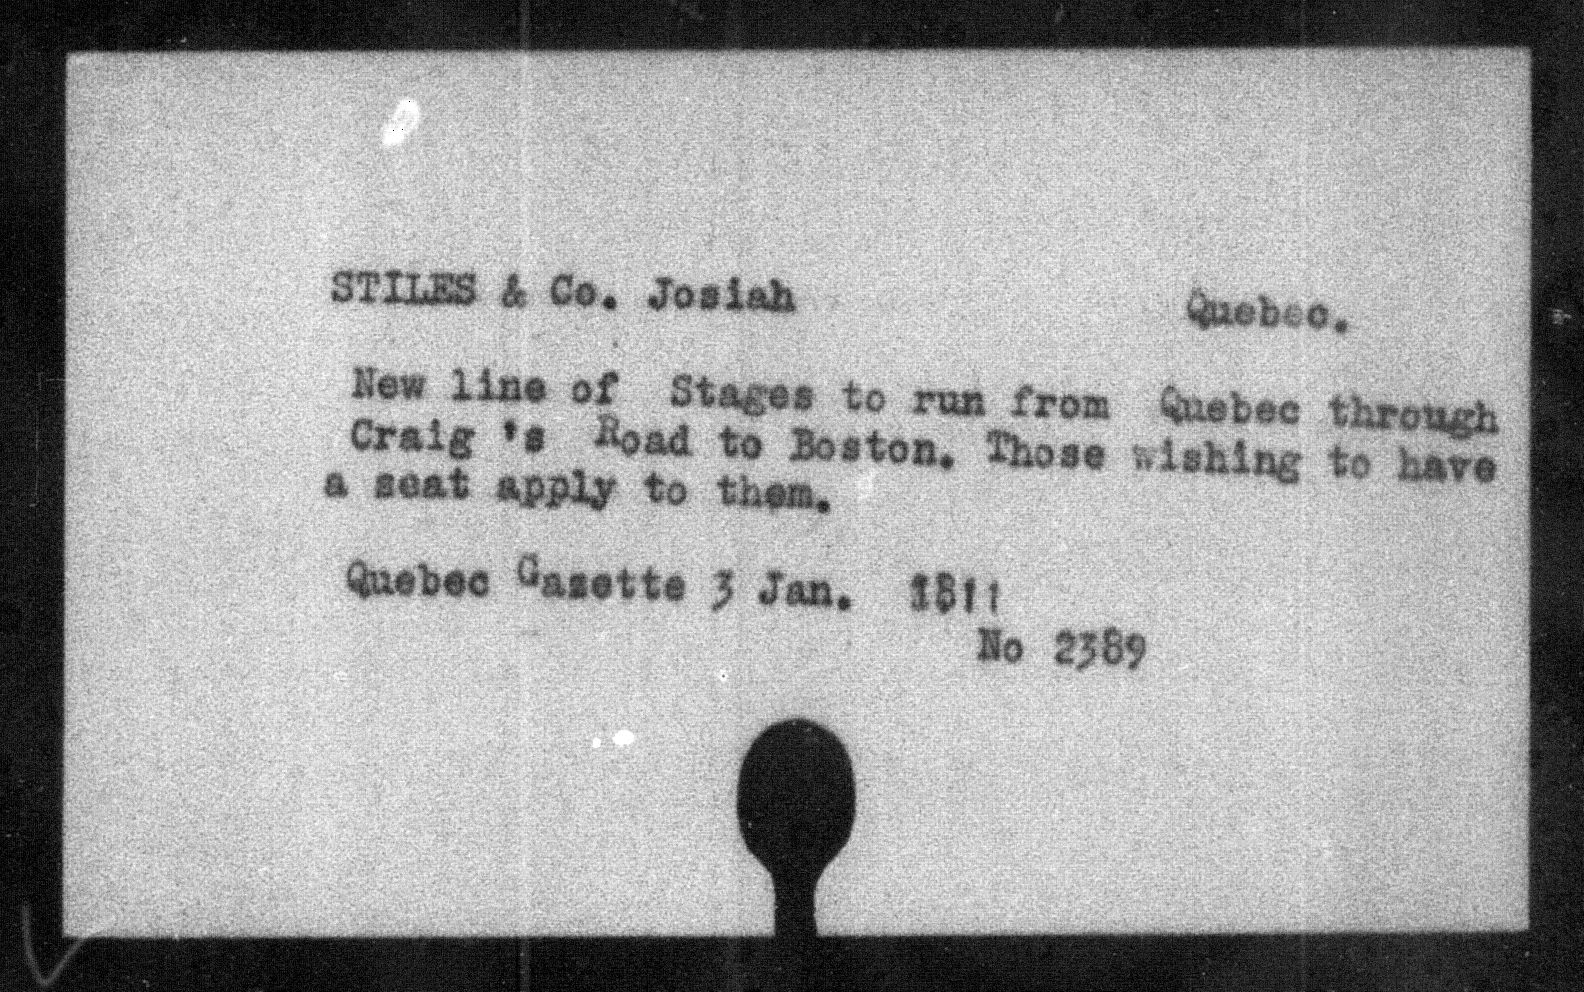 STILES & Co. Josiah Quebec.
New line of Stages to run from Quebec through
Craig 's Road to Boston. Those wishing to have
a seat apply to them.
Quebec Gazette 3 Jan. 1811
No 2389